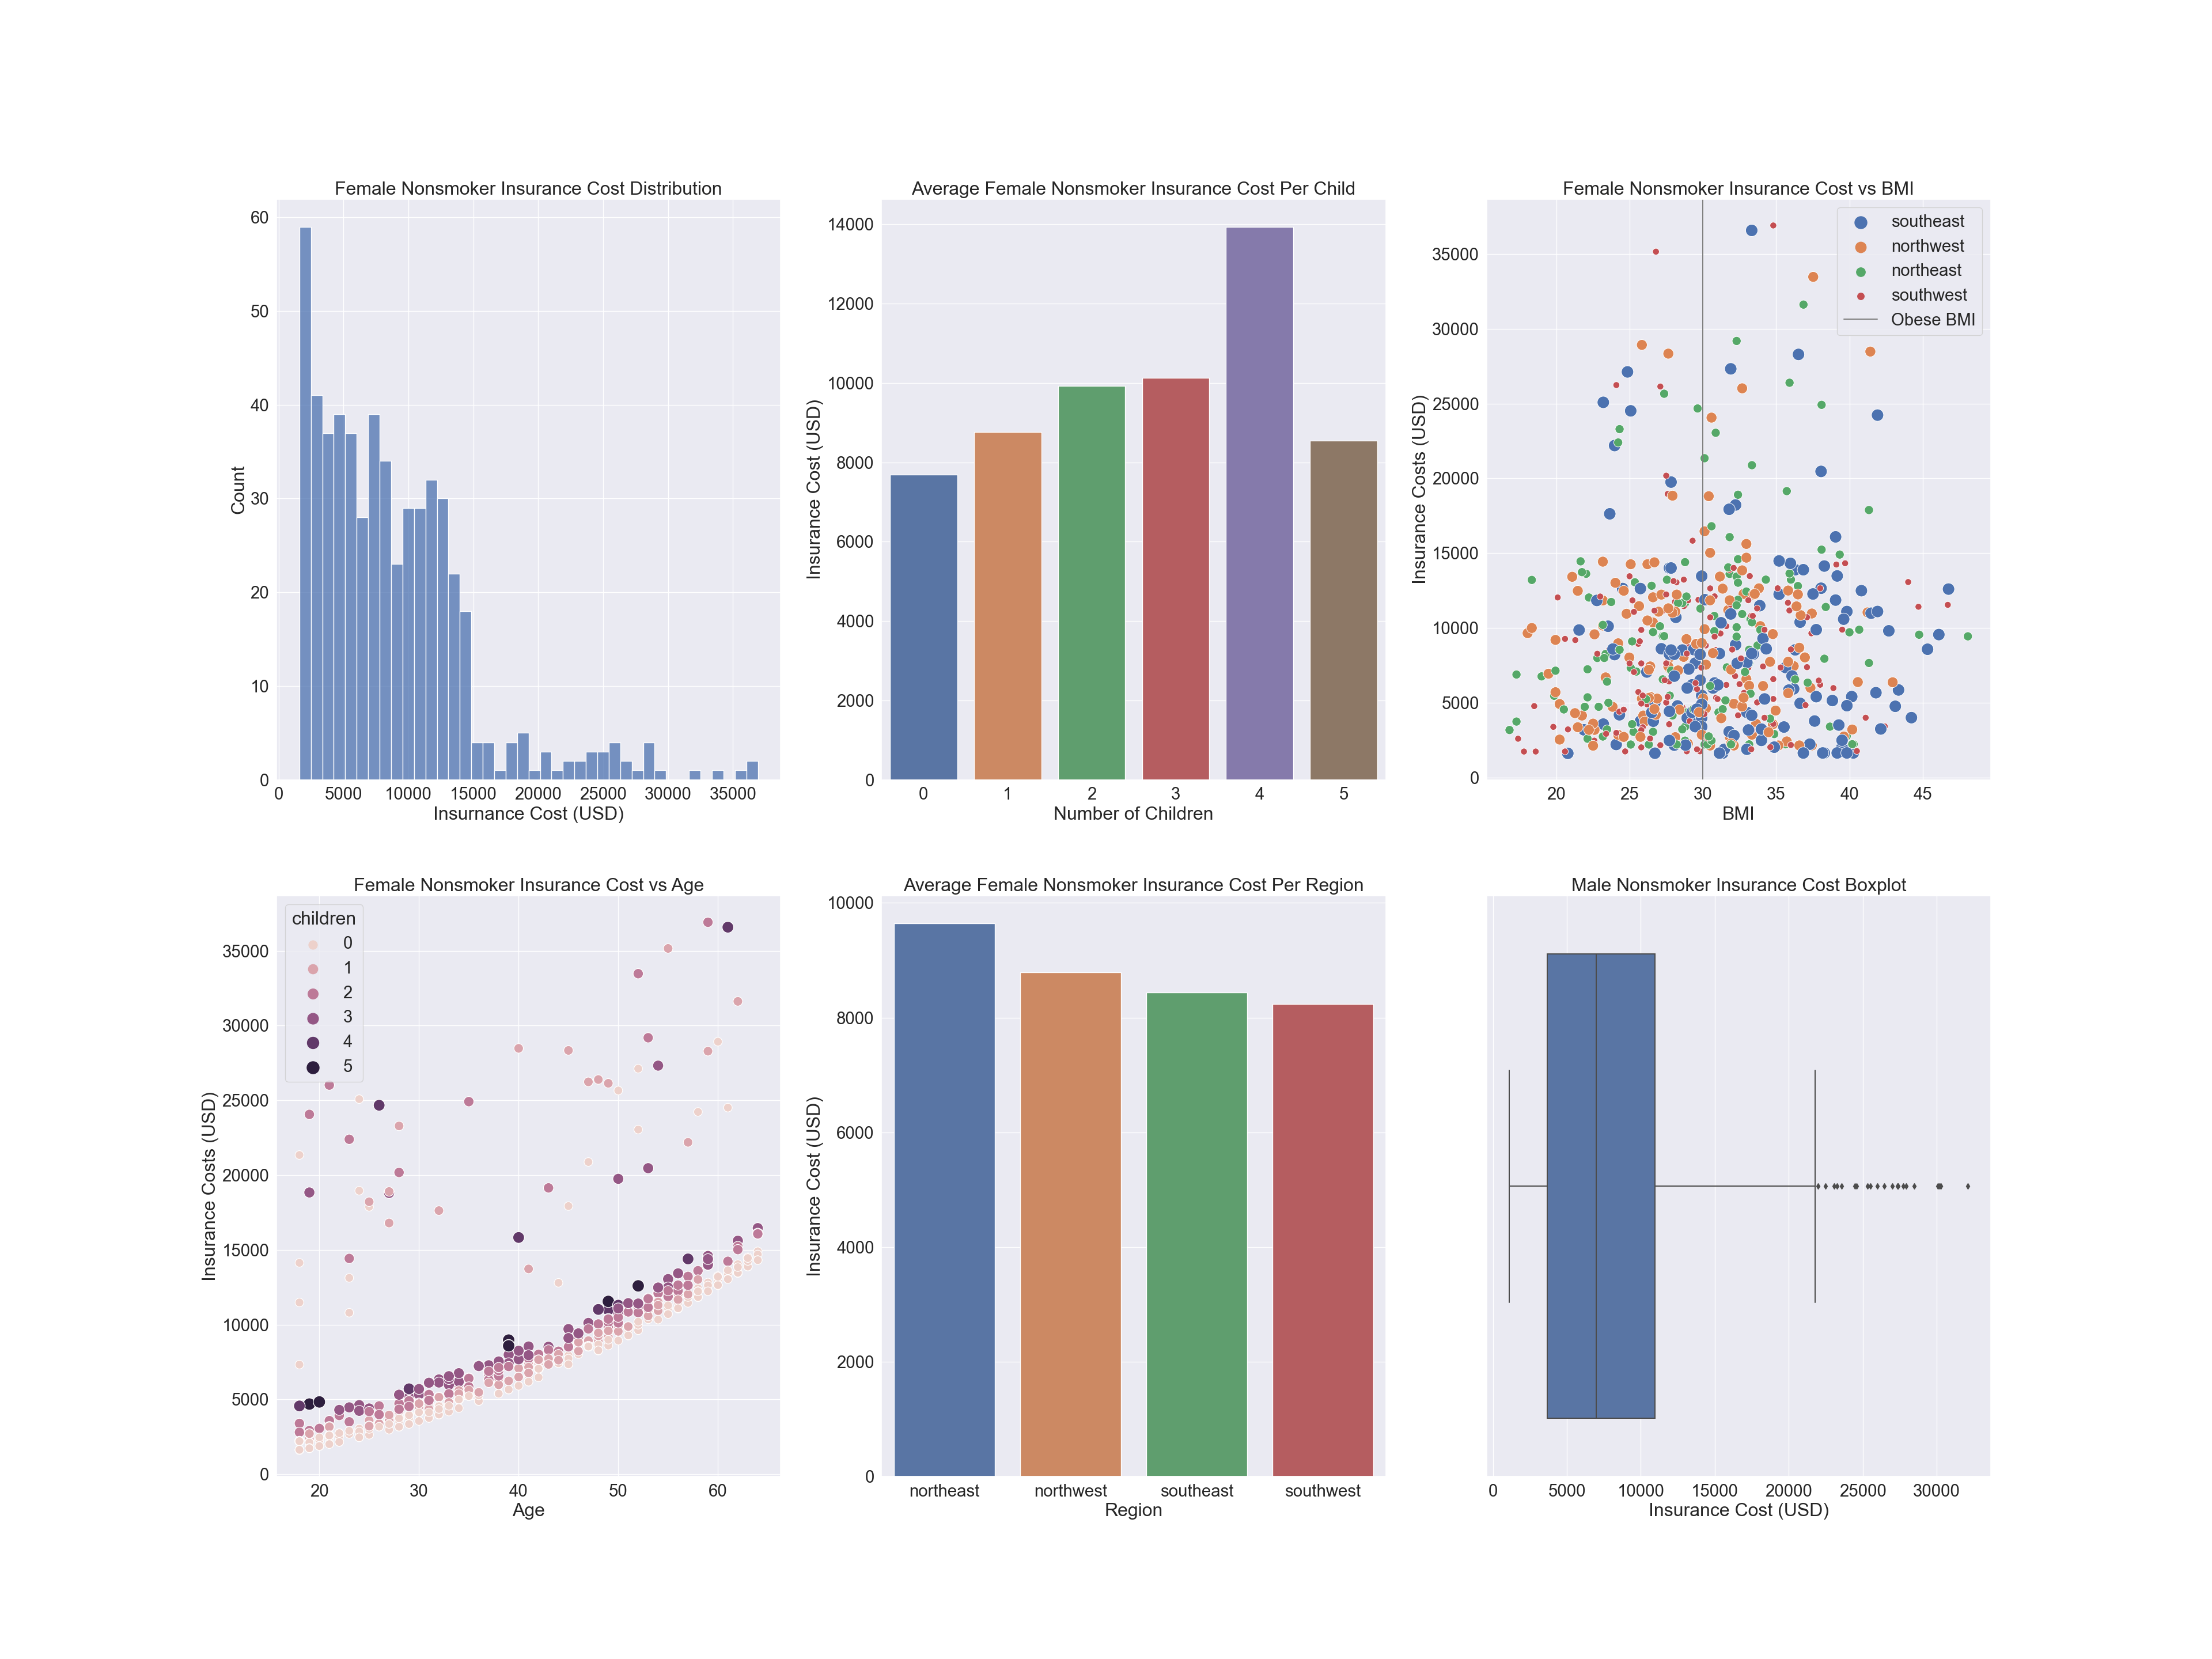 Female Nonsmoker Insurance Cost Distribution
60
50
40
30
20
10
0
Count
0 5000 10000 15000 20000 25000 30000 35000
Insurnance Cost (USD)
Average Female Nonsmoker Insurance Cost Per Child
14000
12000
10000
8000
6000
4000
2000
0
Insurance Cost (USD)
0 1 2 3 4 5
Number of Children
Female Nonsmoker Insurance Cost vs BMI
southeast
northwest
northeast
southwest
Obese BMI
35000
30000
25000
20000
15000
10000
5000
0
Insurance Costs (USD)
20 25 30 35 40 45
BMI
Female Nonsmoker Insurance Cost vs Age
children
0
1
2
3
4
5
35000
30000
25000
20000
15000
10000
5000
0
Insurance Costs (USD)
20 30 40 50 60
Age
Average Female Nonsmoker Insurance Cost Per Region
10000
8000
6000
4000
2000
0
Insurance Cost (USD)
northeast northwest southeast southwest
Region
Male Nonsmoker Insurance Cost Boxplot
0 5000 10000 15000 20000 25000 30000
Insurance Cost (USD)